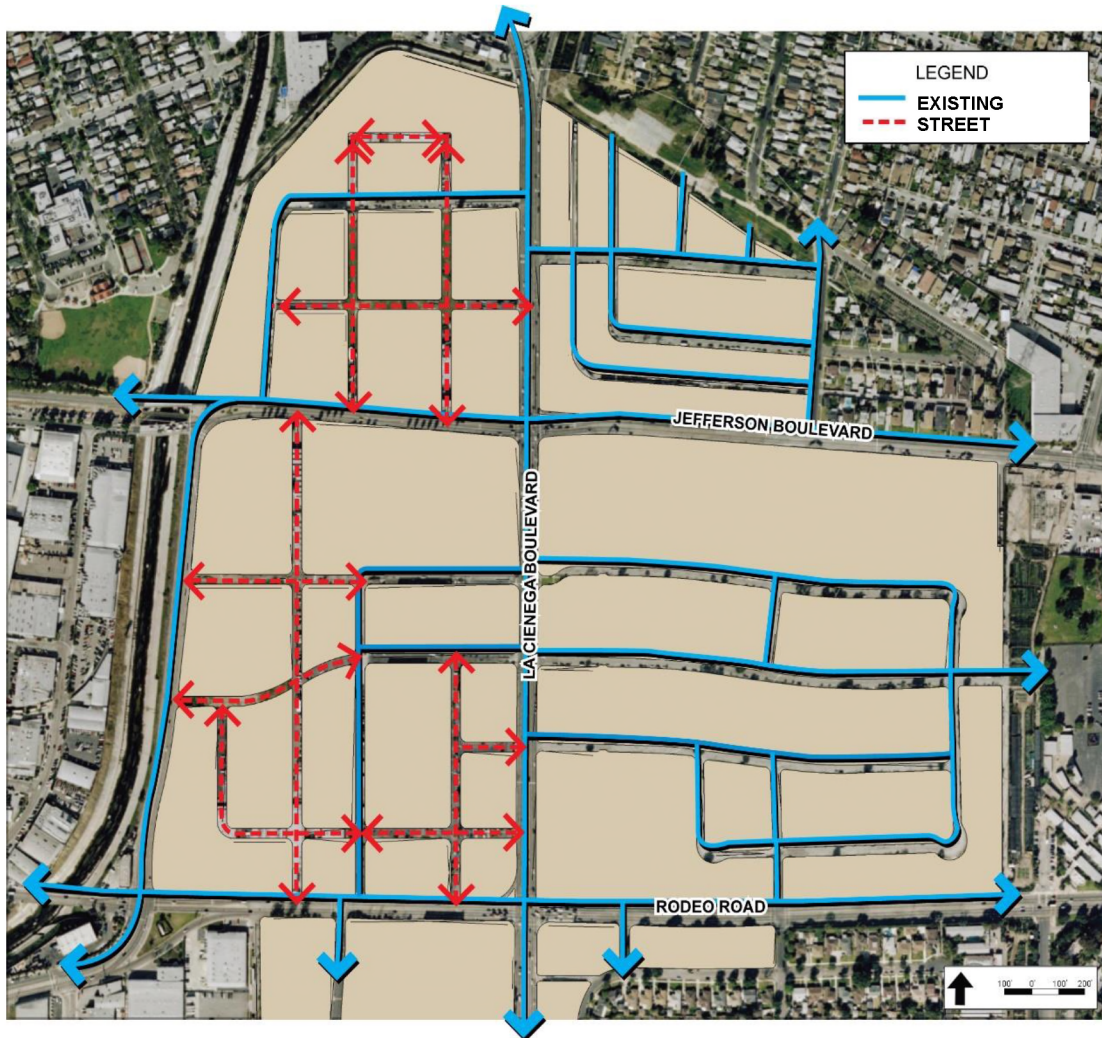 LEGEND
EXISTING
STREET
JEFFERSON BOULEVARD
LA CIENEGA BOULEVARD
RODEO ROAD
100' 0' 100' 200'